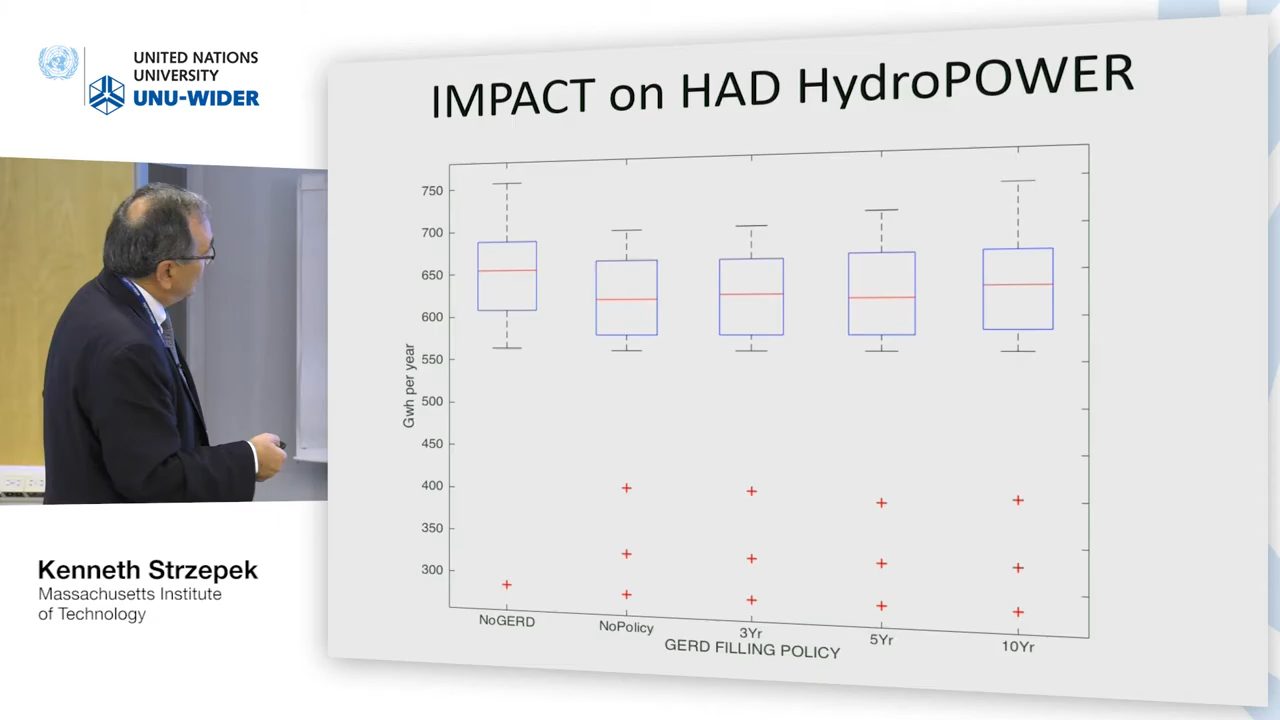 UNITED NATIONS
UNIVERSITY
UNU-WIDER
IMPACT on HAD HydroPOWER
750
700
650
600
550
500
450
400
350
300
Gwh per year
NoGERD
NoPolicy
3Yr
5Yr
10Yr
GERD FILLING POLICY
Kenneth Strzepek
Massachusetts Institute
of Technology